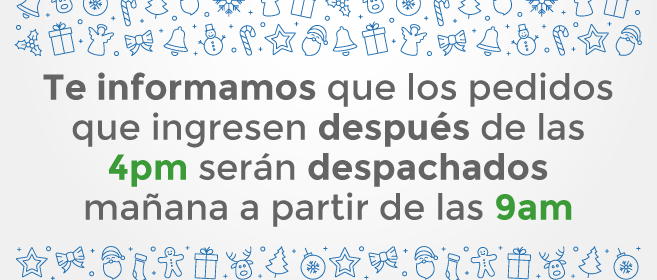 Te informamos que los pedidos
que ingresen después de las
4pm serán despachados
mañana a partir de las 9am